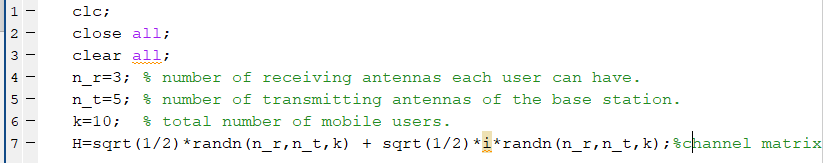 1 - clc;
2 - close all;
3 - clear all;
4 - n_r=3; % number of receiving antennas each user can have.
5 - n_t=5; % number of transmitting antennas of the base station.
6 - k=10; % total number of mobile users.
7 - H=sqrt(1/2)*randn(n_r,n_t,k) + sqrt(1/2)*i*randn(n_r,n_t,k);%channel matrix